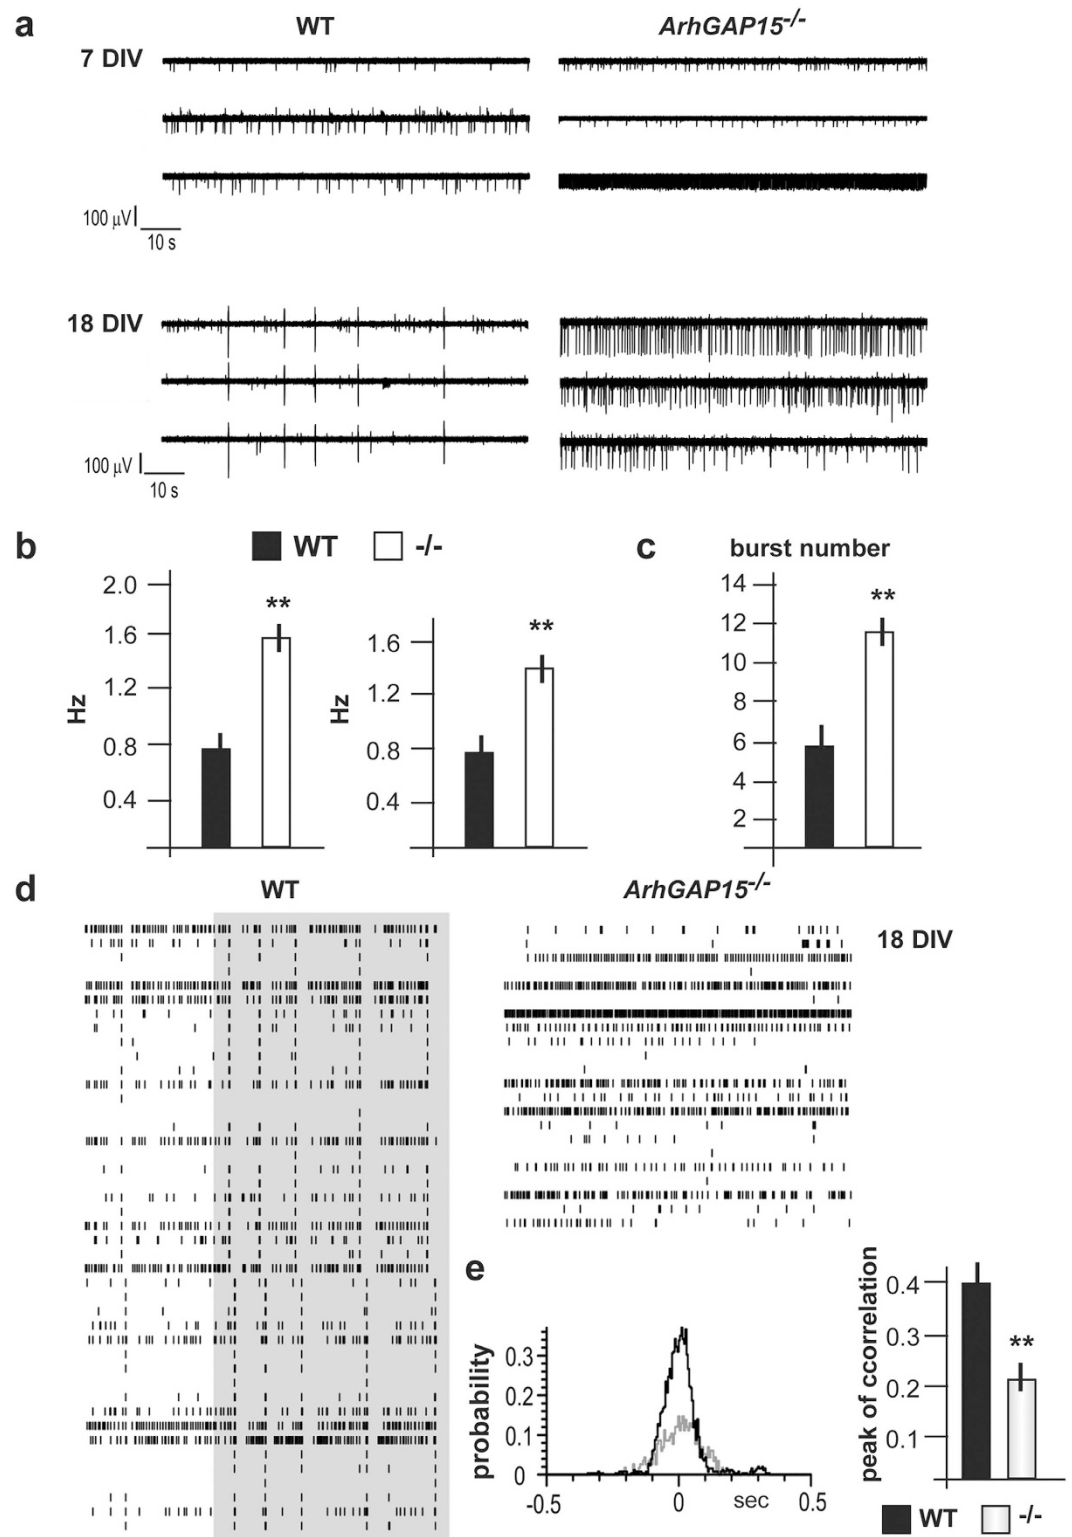 a
WT ArhGAP15-/-
7 DIV
100 µV
10 s
18 DIV
100 µV
10 s
b
WT -/-
2.0
1.6
1.2
0.8
0.4
Hz
**
1.6
1.2
0.8
0.4
Hz
**
c
burst number
14
12
10
8
6
4
2
**
d
WT ArhGAP15-/-
18 DIV
e
probability
0.3
0.2
0.1
0
-0.5 0 sec 0.5
peak of ccorrelation
0.4
0.3
0.2
0.1
**
WT -/-